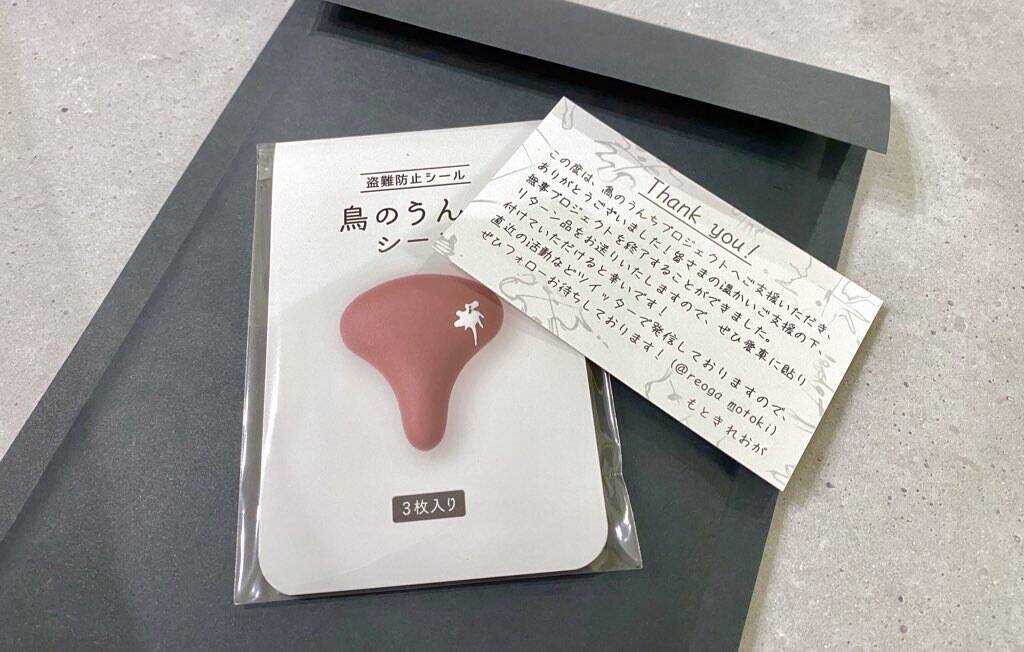 盗難防止シール
鳥のうん
シー
3枚入り
Thank you!
この度は、鳥のうんちプロジェクトへご支援いただき、
ありがとうございました！皆さまの温かいご支援の下、
無事プロジェクトを終了することができました。
リターン品をお送りいたしますので、ぜひ愛車に貼り
付けていただけると幸いです！
直近の活動などツイッターで発信しておりますので、
ぜひフォローお待ちしております！(@reoga motoki)
もときれおが